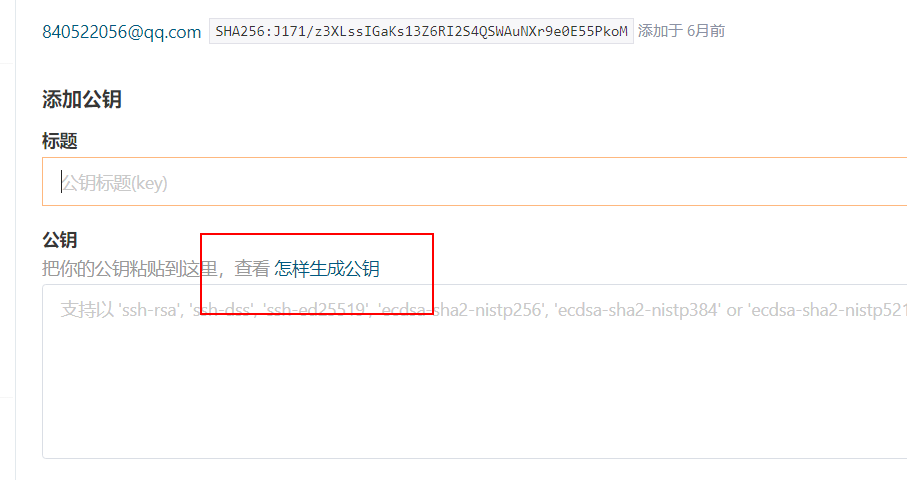 840522056@qq.com SHA256:J171/z3XLssIGaKs13Z6RI2S4QSWAuNXr9e0E55PkoM 添加于 6月前
添加公钥
标题
公钥标题(key)
公钥
把你的公钥粘贴到这里，查看 怎样生成公钥
支持以 'ssh-rsa', 'ssh-dss', 'ssh-ed25519', 'ecdsa-sha2-nistp256', 'ecdsa-sha2-nistp384' or 'ecdsa-sha2-nistp521